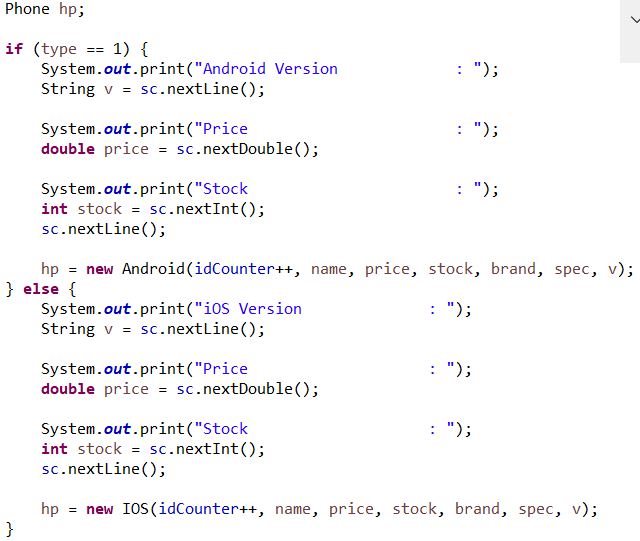 Phone hp;
if (type == 1) {
System.out.print("Android Version             : ");
String v = sc.nextLine();
System.out.print("Price                       : ");
double price = sc.nextDouble();
System.out.print("Stock                       : ");
int stock = sc.nextInt();
sc.nextLine();
hp = new Android(idCounter++, name, price, stock, brand, spec, v);
} else {
System.out.print("iOS Version              : ");
String v = sc.nextLine();
System.out.print("Price                    : ");
double price = sc.nextDouble();
System.out.print("Stock                    : ");
int stock = sc.nextInt();
sc.nextLine();
hp = new IOS(idCounter++, name, price, stock, brand, spec, v);
}